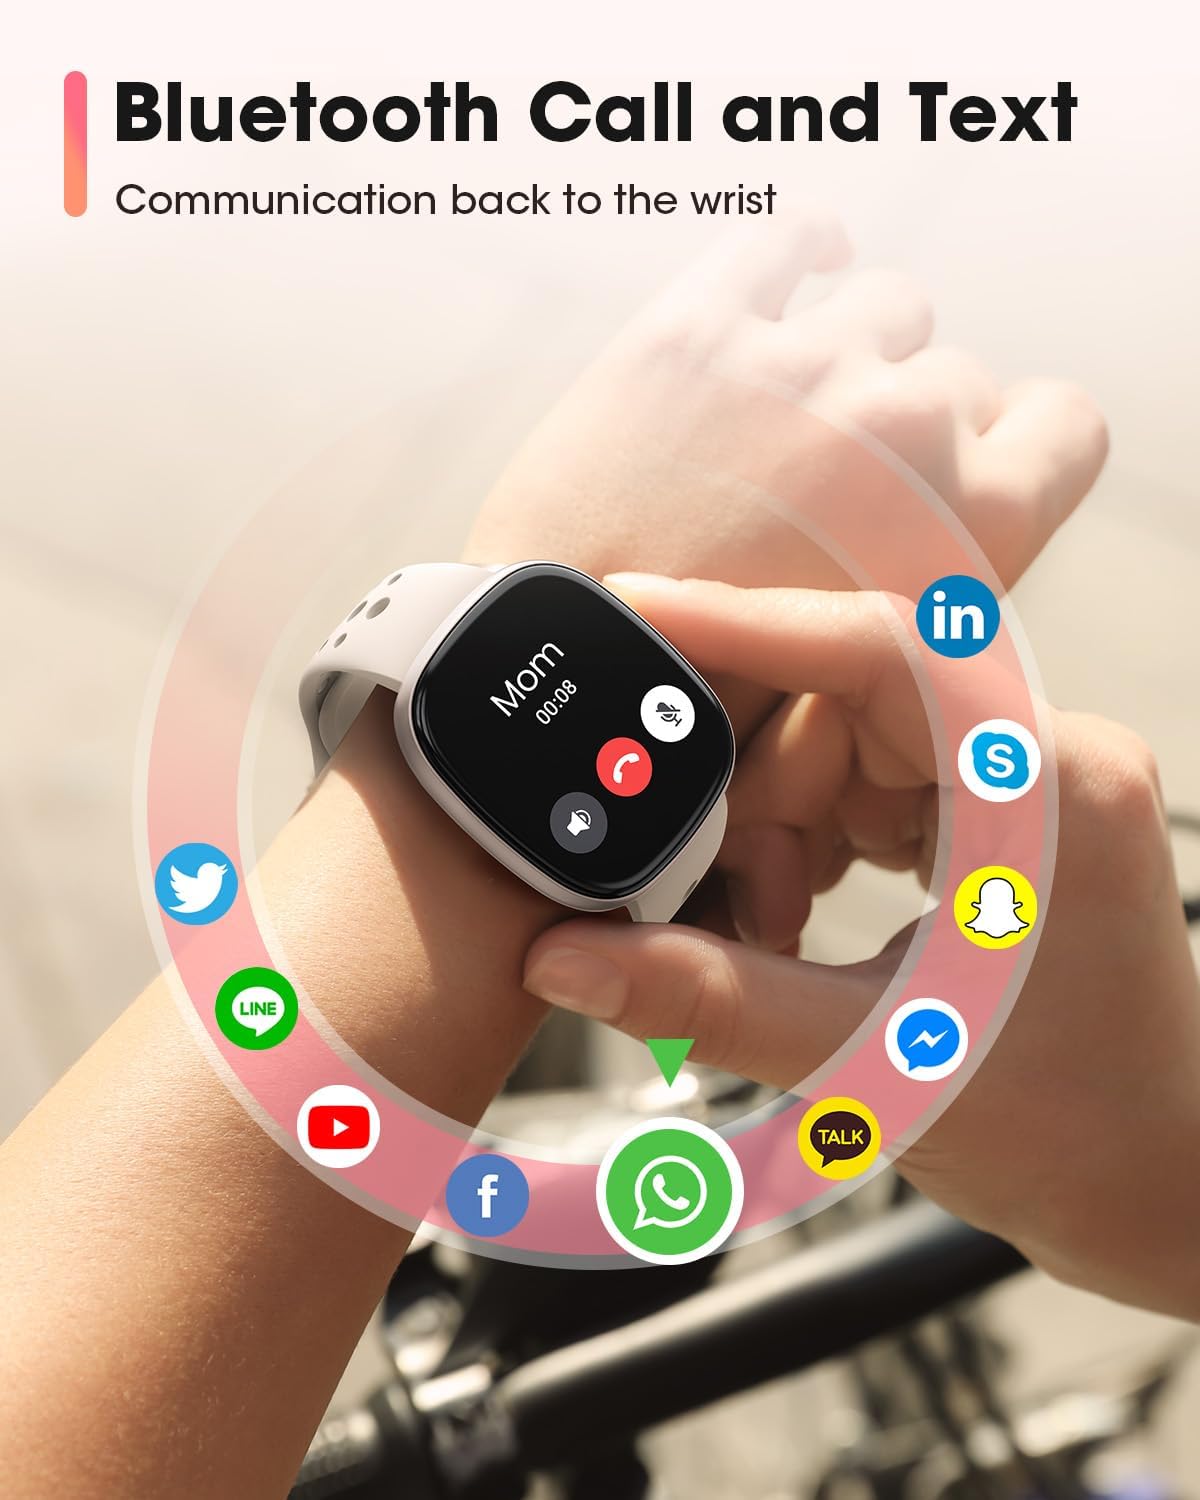 Bluetooth Call and Text
Communication back to the wrist
Mom
00:08
in
S
LINE
f
TALK